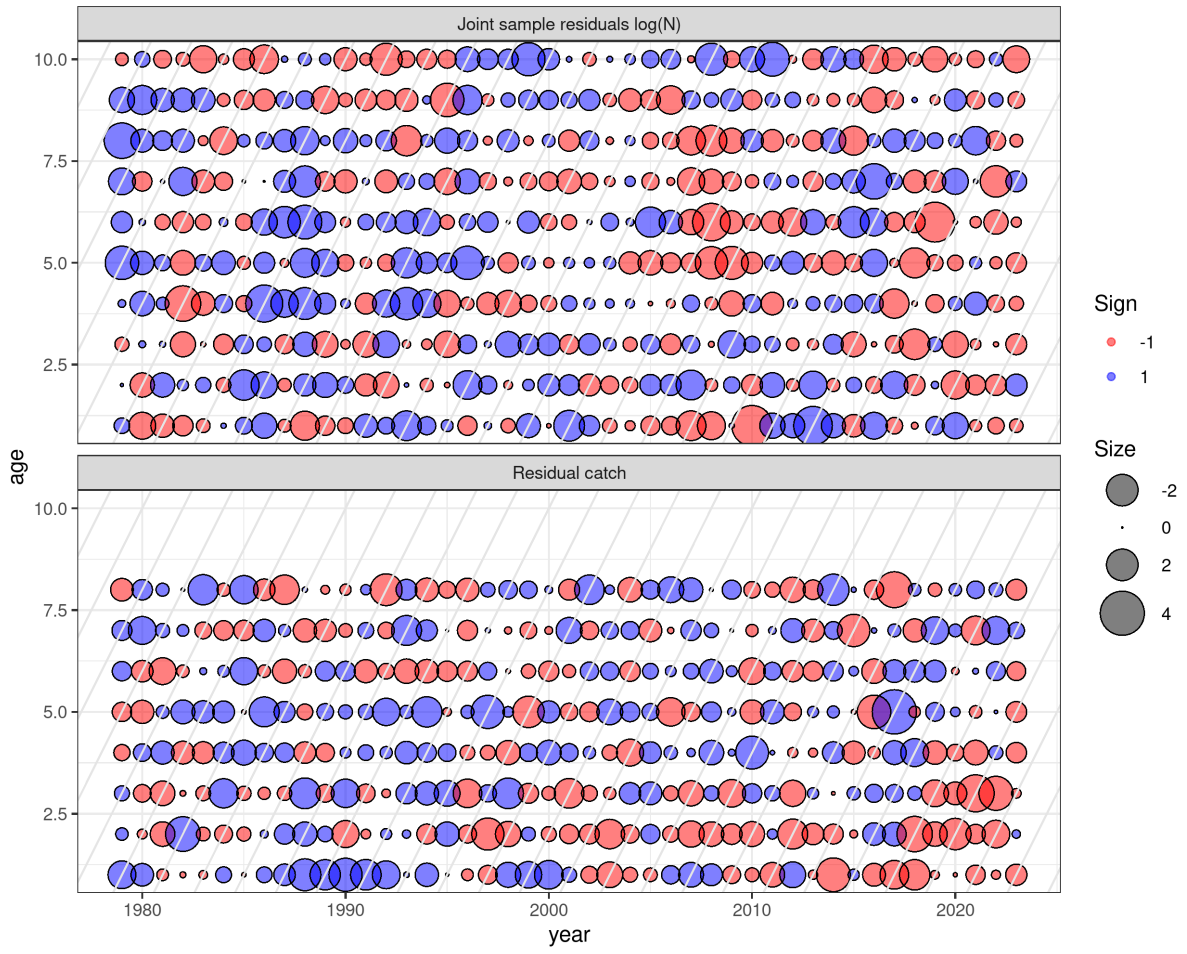 Joint sample residuals log(N)
10.0
7.5
5.0
2.5
Residual catch
10.0
7.5
5.0
2.5
1980 1990 2000 2010 2020
year
age
Sign
-1
1
Size
-2
0
2
4